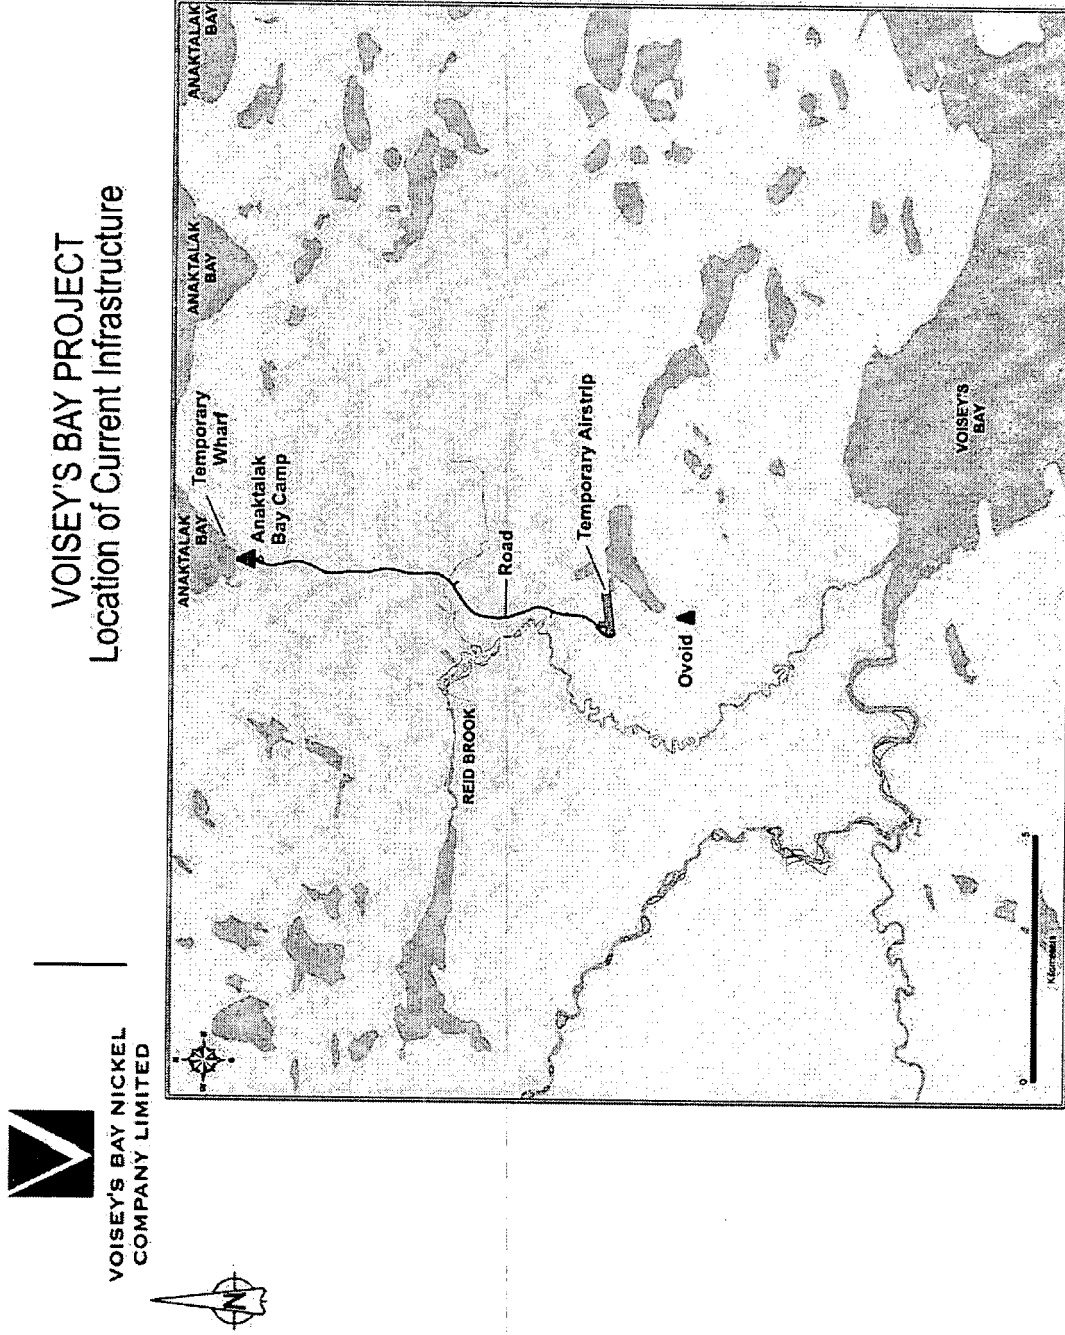 VOISEY'S BAY NICKEL
COMPANY LIMITED
VOISEY'S BAY PROJECT
Location of Current Infrastructure
N
ANAKTALAK
BAY
Temporary
Wharf
ANAKTALAK
BAY
ANAKTALAK
BAY
Anaktalak
Bay Camp
REID BROOK
Road
Temporary Airstrip
Ovoid
VOISEY'S
BAY
0
5
Kilometers